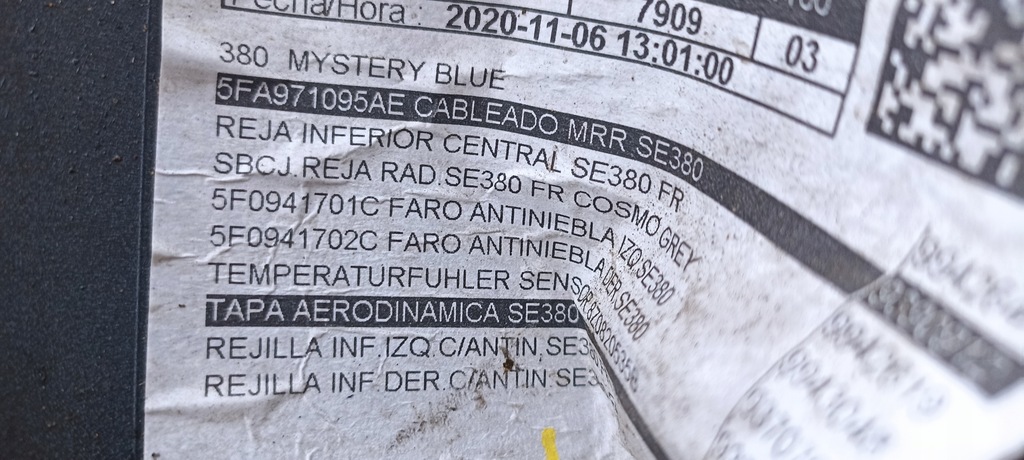 7909
03
Fecha/Hora : 2020-11-06 13:01:00
380 MYSTERY BLUE
5FA971095AE CABLEADO MRR.SE380
REJA INFERIOR CENTRAL SE380 FR
SBCJ.REJA RAD.SE380 FR COSMO GREY
5F0941701C FARO ANTINIEBLA IZQ.SE380
5F0941702C FARO ANTINIEBLA DER.SE380
TEMPERATURFUHLER SENSOR
TAPA AERODINAMICA SE380
REJILLA INF.IZQ.C/ANTIN.SE3
REJILLA INF.DER.C/ANTIN.SE3